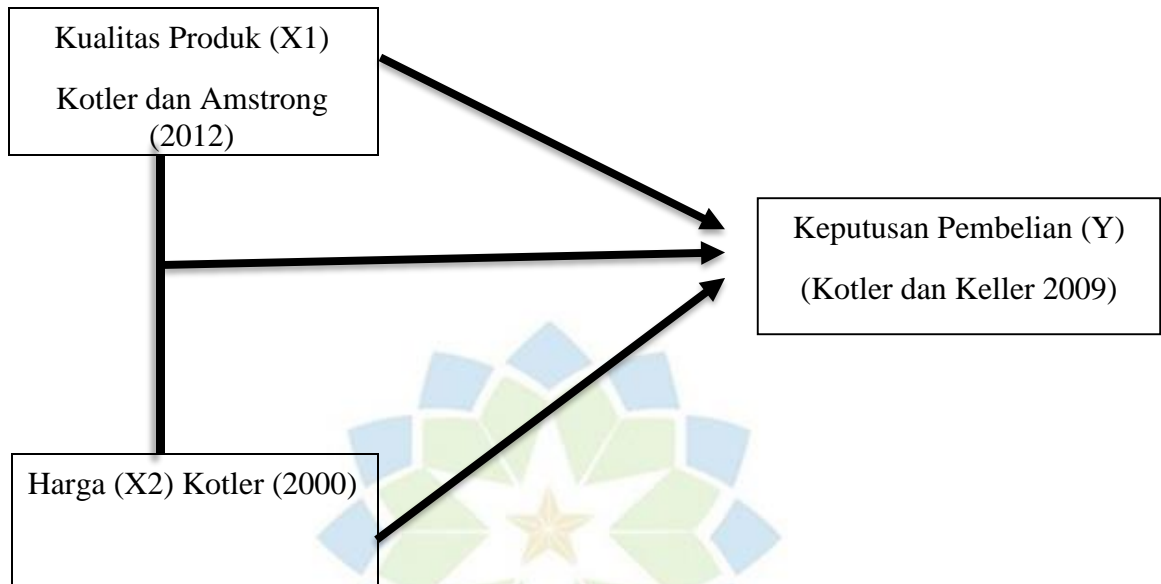 Kualitas Produk (X1)
Kotler dan Amstrong
(2012)
Keputusan Pembelian (Y)
(Kotler dan Keller 2009)
Harga (X2) Kotler (2000)